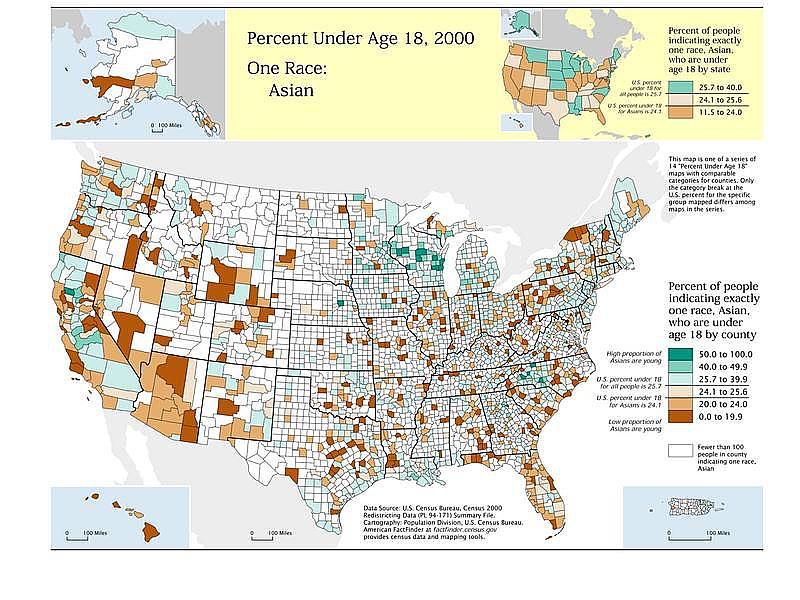 Percent Under Age 18, 2000
One Race:
Asian
0 100 Miles
Percent of people
indicating exactly
one race, Asian,
who are under
age 18 by state
U.S. percent
under 18 for
all people is 25.7
U.S. percent under 18
for Asians is 24.1
25.7 to 40.0
24.1 to 25.6
11.5 to 24.0
This map is one of a series of
14 "Percent Under Age 18"
maps with comparable
categories for counties. Only
the category break at the
U.S. percent for the specific
group mapped differs among
maps in the series.
Percent of people
indicating exactly
one race, Asian,
who are under
age 18 by county
High proportion of
Asians are young
U.S. percent under 18
for all people is 25.7
U.S. percent under 18
for Asians is 24.1
Low proportion of
Asians are young
50.0 to 100.0
40.0 to 49.9
25.7 to 39.9
24.1 to 25.6
20.0 to 24.0
0.0 to 19.9
Fewer than 100
people in county
indicating one race,
Asian
0 100 Miles
0 100 Miles
Data Source: U.S. Census Bureau, Census 2000
Redistricting Data (PL 94-171) Summary File.
Cartography: Population Division, U.S. Census Bureau.
American FactFinder at factfinder.census.gov
provides census data and mapping tools.
0 100 Miles